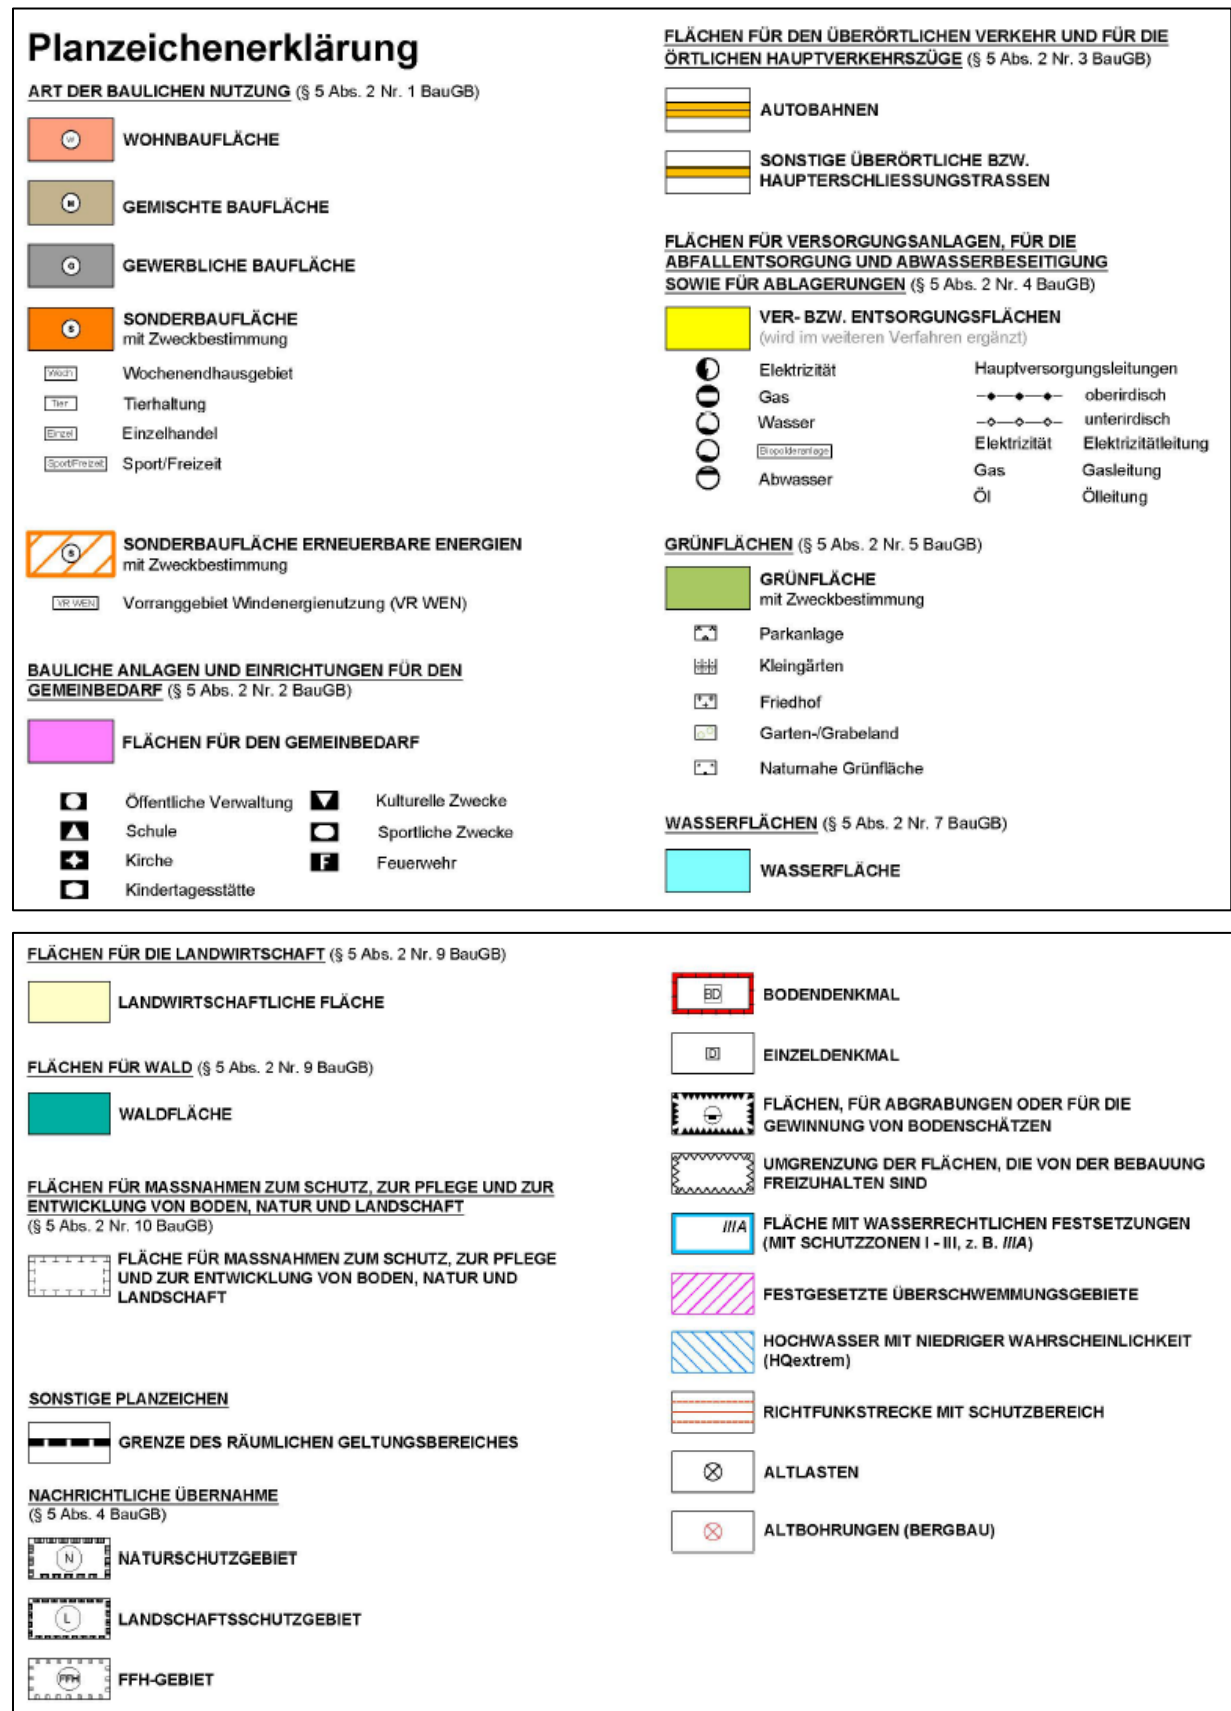 Planzeichenerklärung
ART DER BAULICHEN NUTZUNG (§ 5 Abs. 2 Nr. 1 BauGB)
W
WOHNBAUFLÄCHE
M
GEMISCHTE BAUFLÄCHE
G
GEWERBLICHE BAUFLÄCHE
S
SONDERBAUFLÄCHE
mit Zweckbestimmung
Woch
Wochenendhausgebiet
Tier
Tierhaltung
Einzel
Einzelhandel
Sport/Freizeit
Sport/Freizeit
S
SONDERBAUFLÄCHE ERNEUERBARE ENERGIEN
mit Zweckbestimmung
VR WEN
Vorranggebiet Windenergienutzung (VR WEN)
BAULICHE ANLAGEN UND EINRICHTUNGEN FÜR DEN
GEMEINBEDARF (§ 5 Abs. 2 Nr. 2 BauGB)
FLÄCHEN FÜR DEN GEMEINBEDARF
Öffentliche Verwaltung
Schule
Kirche
Kindertagesstätte
Kulturelle Zwecke
Sportliche Zwecke
F
Feuerwehr
FLÄCHEN FÜR DEN ÜBERÖRTLICHEN VERKEHR UND FÜR DIE
ÖRTLICHEN HAUPTVERKEHRSZÜGE (§ 5 Abs. 2 Nr. 3 BauGB)
AUTOBAHNEN
SONSTIGE ÜBERÖRTLICHE BZW.
HAUPTERSCHLIESSUNGSTRASSEN
FLÄCHEN FÜR VERSORGUNGSANLAGEN, FÜR DIE
ABFALLENTSORGUNG UND ABWASSERBESEITIGUNG
SOWIE FÜR ABLAGERUNGEN (§ 5 Abs. 2 Nr. 4 BauGB)
VER- BZW. ENTSORGUNGSFLÄCHEN
(wird im weiteren Verfahren ergänzt)
Elektrizität
Gas
Wasser
Biopolderanlage
Abwasser
Hauptversorgungsleitungen
oberirdisch
unterirdisch
Elektrizität Elektrizitätleitung
Gas Gasleitung
Öl Ölleitung
GRÜNFLÄCHEN (§ 5 Abs. 2 Nr. 5 BauGB)
GRÜNFLÄCHE
mit Zweckbestimmung
Parkanlage
Kleingärten
Friedhof
Garten-/Grabeland
Naturnahe Grünfläche
WASSERFLÄCHEN (§ 5 Abs. 2 Nr. 7 BauGB)
WASSERFLÄCHE
FLÄCHEN FÜR DIE LANDWIRTSCHAFT (§ 5 Abs. 2 Nr. 9 BauGB)
LANDWIRTSCHAFTLICHE FLÄCHE
FLÄCHEN FÜR WALD (§ 5 Abs. 2 Nr. 9 BauGB)
WALDFLÄCHE
FLÄCHEN FÜR MASSNAHMEN ZUM SCHUTZ, ZUR PFLEGE UND ZUR
ENTWICKLUNG VON BODEN, NATUR UND LANDSCHAFT
(§ 5 Abs. 2 Nr. 10 BauGB)
FLÄCHE FÜR MASSNAHMEN ZUM SCHUTZ, ZUR PFLEGE
UND ZUR ENTWICKLUNG VON BODEN, NATUR UND
LANDSCHAFT
SONSTIGE PLANZEICHEN
GRENZE DES RÄUMLICHEN GELTUNGSBEREICHES
NACHRICHTLICHE ÜBERNAHME
(§ 5 Abs. 4 BauGB)
N
NATURSCHUTZGEBIET
L
LANDSCHAFTSSCHUTZGEBIET
FFH
FFH-GEBIET
BD
BODENDENKMAL
D
EINZELDENKMAL
FLÄCHEN, FÜR ABGRABUNGEN ODER FÜR DIE
GEWINNUNG VON BODENSCHÄTZEN
UMGRENZUNG DER FLÄCHEN, DIE VON DER BEBAUUNG
FREIZUHALTEN SIND
IIIA
FLÄCHE MIT WASSERRECHTLICHEN FESTSETZUNGEN
(MIT SCHUTZZONEN I - III, z. B. IIIA)
FESTGESETZTE ÜBERSCHWEMMUNGSGEBIETE
HOCHWASSER MIT NIEDRIGER WAHRSCHEINLICHKEIT
(HQextrem)
RICHTFUNKSTRECKE MIT SCHUTZBEREICH
ALTLASTEN
ALTBOHRUNGEN (BERGBAU)